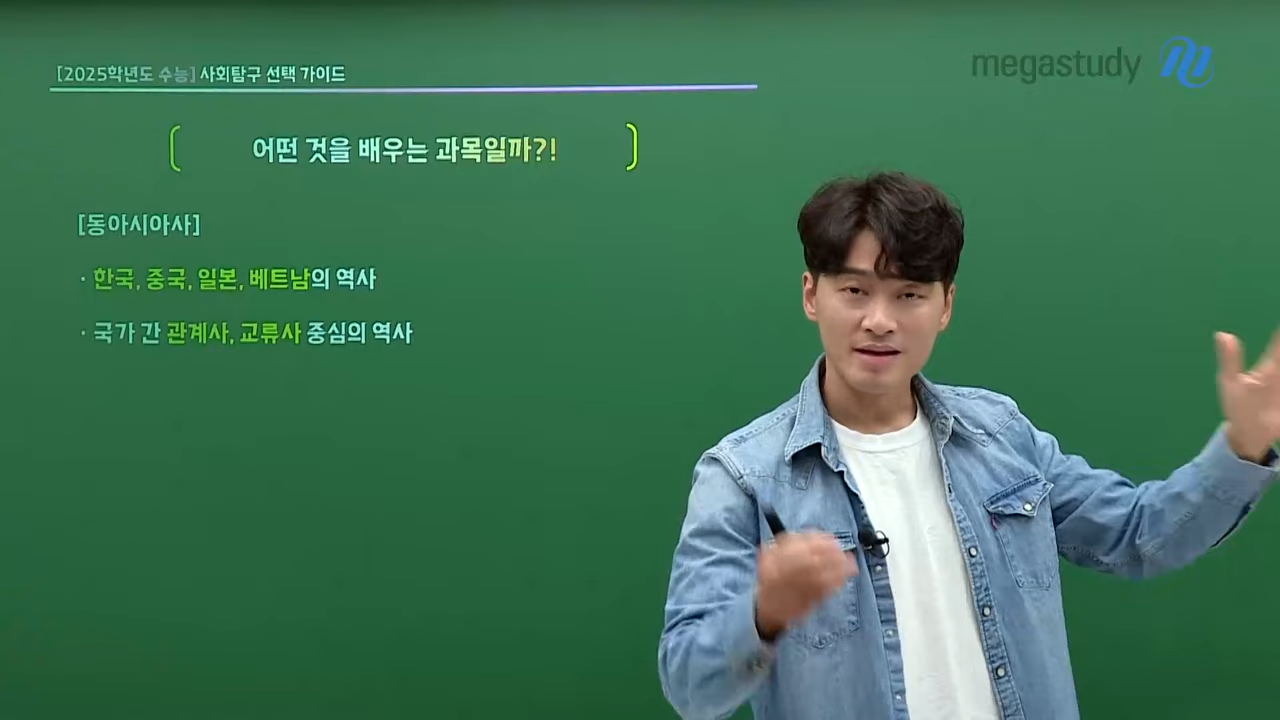 [2025학년도 수능] 사회탐구 선택 가이드
megastudy
어떤 것을 배우는 과목일까?!
[동아시아사]
· 한국, 중국, 일본, 베트남의 역사
· 국가 간 관계사, 교류사 중심의 역사